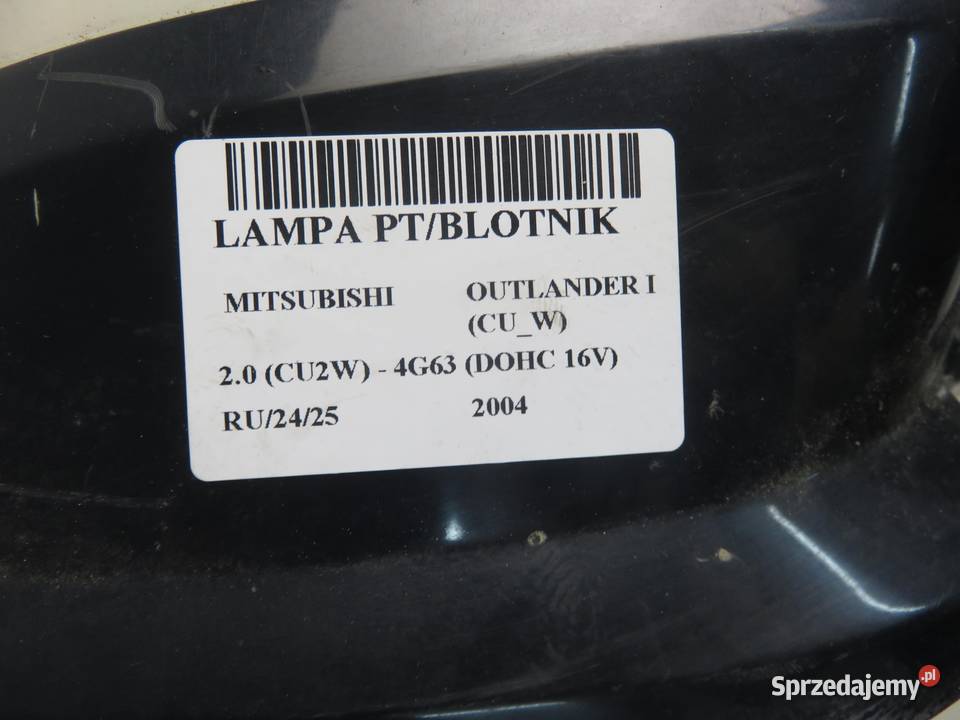 LAMPA PT/BLOTNIK
MITSUBISHI OUTLANDER I
(CU_W)
2.0 (CU2W) - 4G63 (DOHC 16V)
RU/24/25 2004
Sprzedajemy.pl